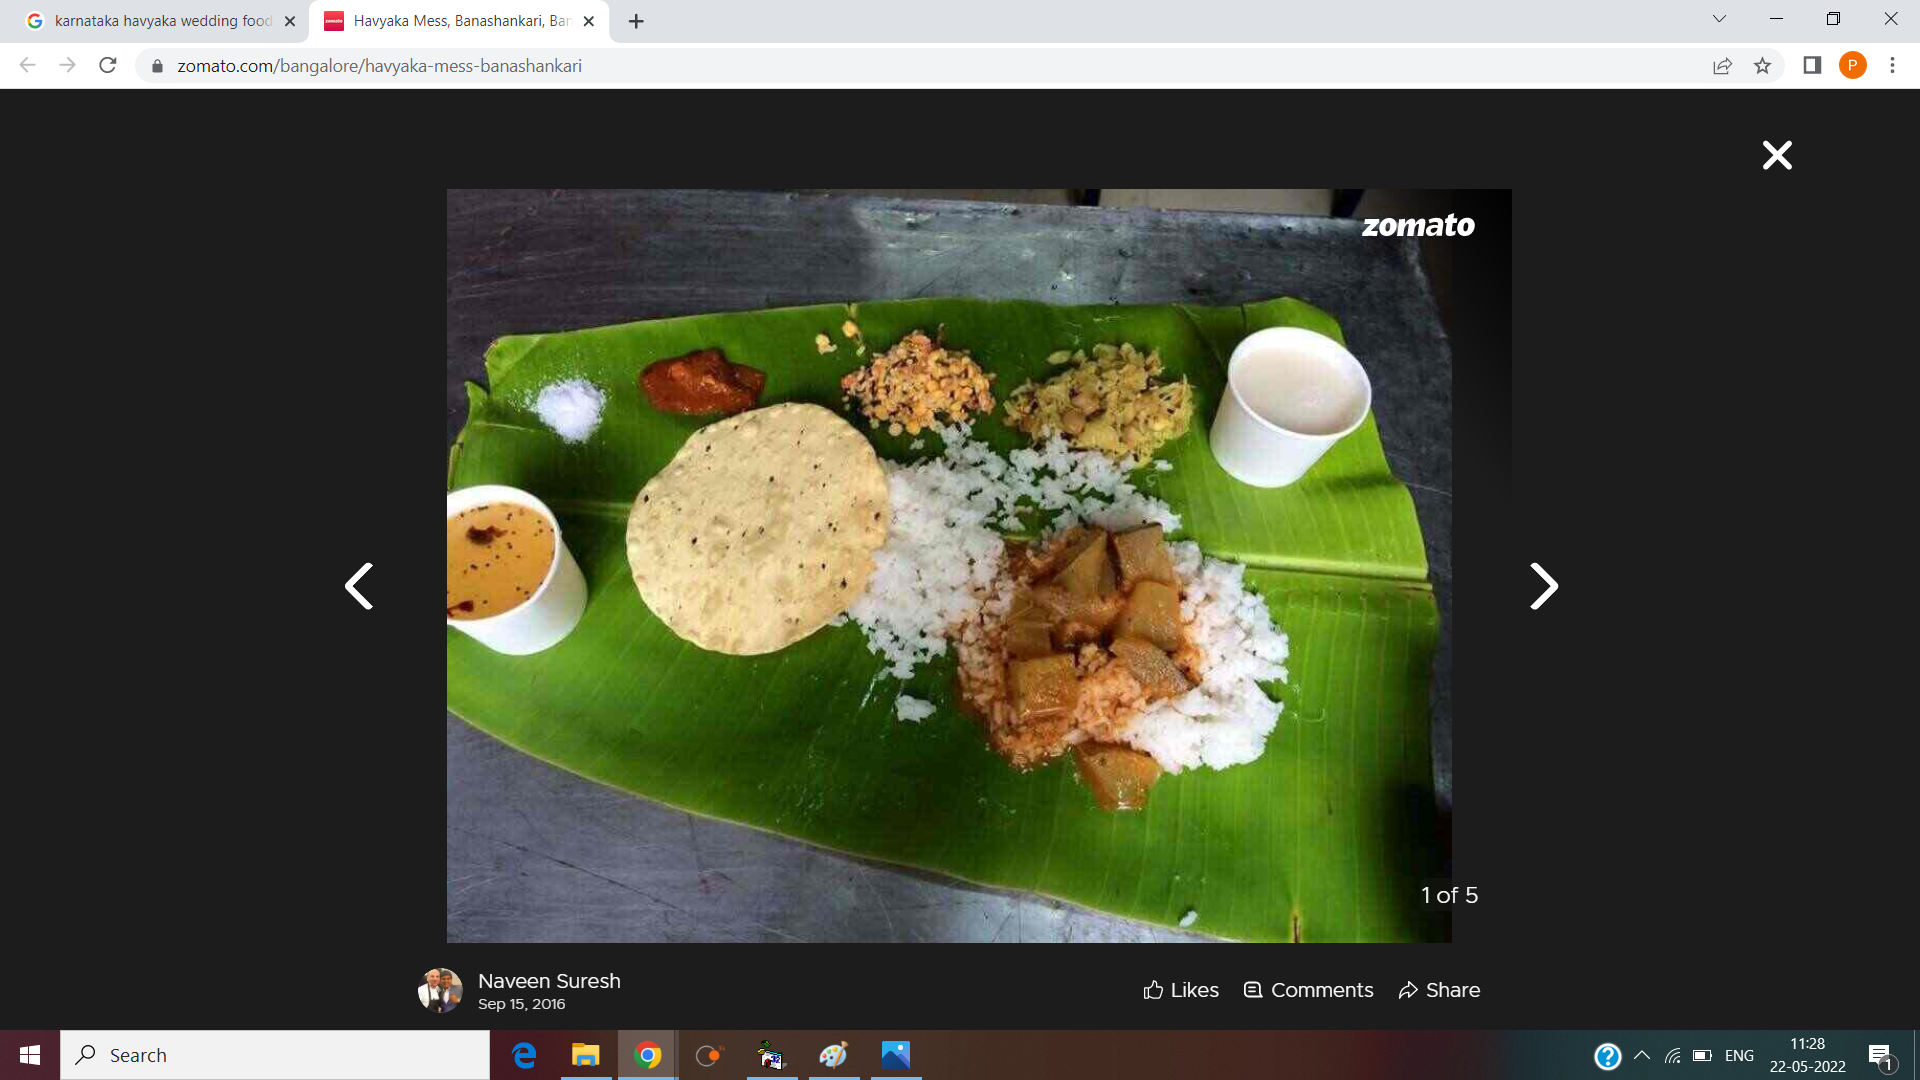 karnataka havyaka wedding food
Havyaka Mess, Banashankari, Ban
zomato.com/bangalore/havyaka-mess-banashankari
P
zomato
1 of 5
Naveen Suresh
Sep 15, 2016
Likes
Comments
Share
Search
ENG
11:28
22-05-2022
1